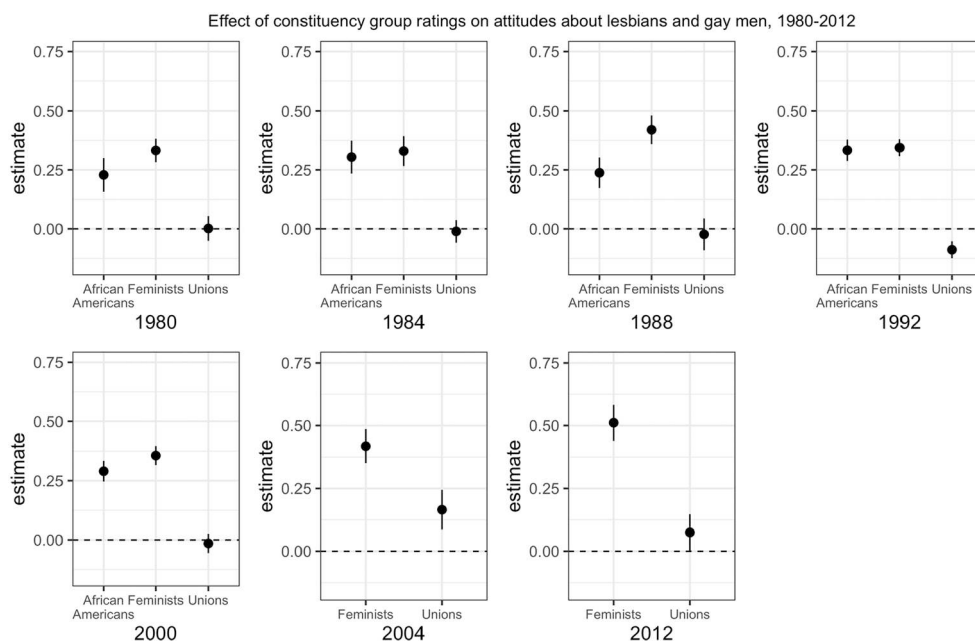 Effect of constituency group ratings on attitudes about lesbians and gay men, 1980-2012
estimate
0.75
0.50
0.25
0.00
African Feminists Unions
Americans
1980
estimate
0.75
0.50
0.25
0.00
African Feminists Unions
Americans
1984
estimate
0.75
0.50
0.25
0.00
African Feminists Unions
Americans
1988
estimate
0.75
0.50
0.25
0.00
African Feminists Unions
Americans
1992
estimate
0.75
0.50
0.25
0.00
African Feminists Unions
Americans
2000
estimate
0.75
0.50
0.25
0.00
Feminists Unions
2004
estimate
0.75
0.50
0.25
0.00
Feminists Unions
2012